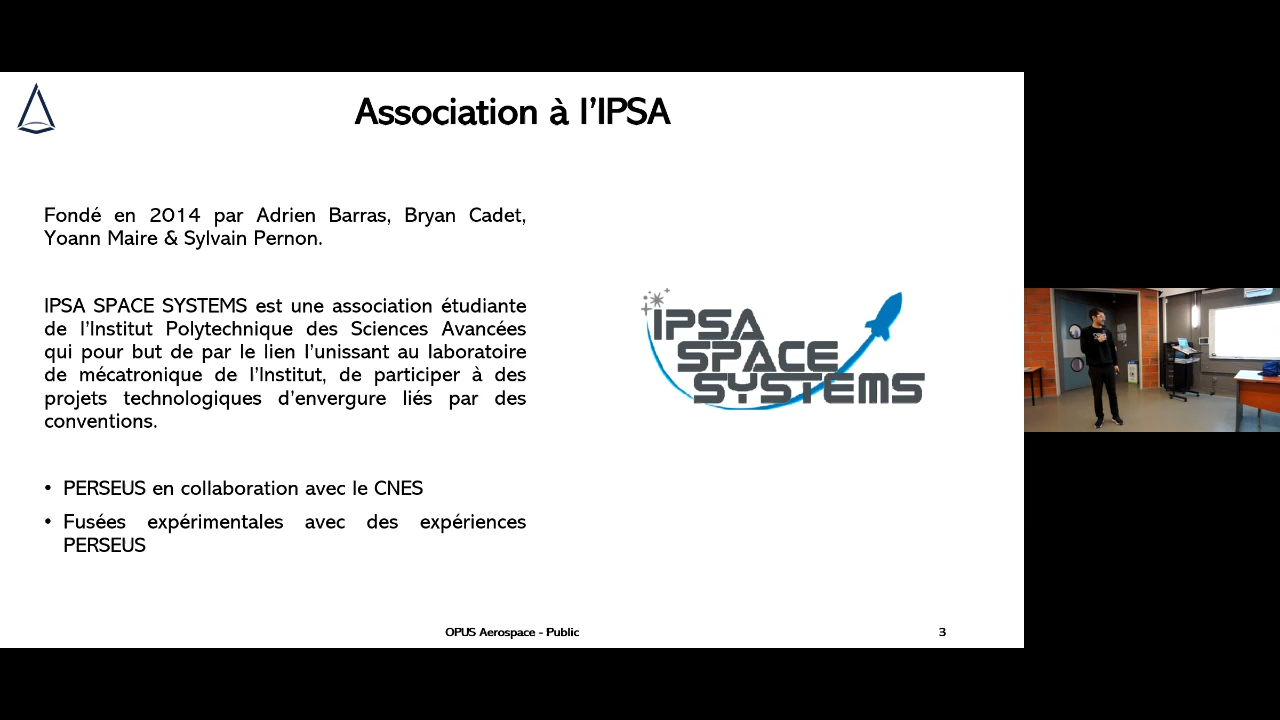 Association à l'IPSA
Fondé en 2014 par Adrien Barras, Bryan Cadet,
Yoann Maire & Sylvain Pernon.
IPSA SPACE SYSTEMS est une association étudiante
de l'Institut Polytechnique des Sciences Avancées
qui pour but de par le lien l'unissant au laboratoire
de mécatronique de l'Institut, de participer à des
projets technologiques d'envergure liés par des
conventions.
• PERSEUS en collaboration avec le CNES
• Fusées expérimentales avec des expériences
PERSEUS
IPSA
SPACE
SYSTEMS
OPUS Aerospace - Public
3